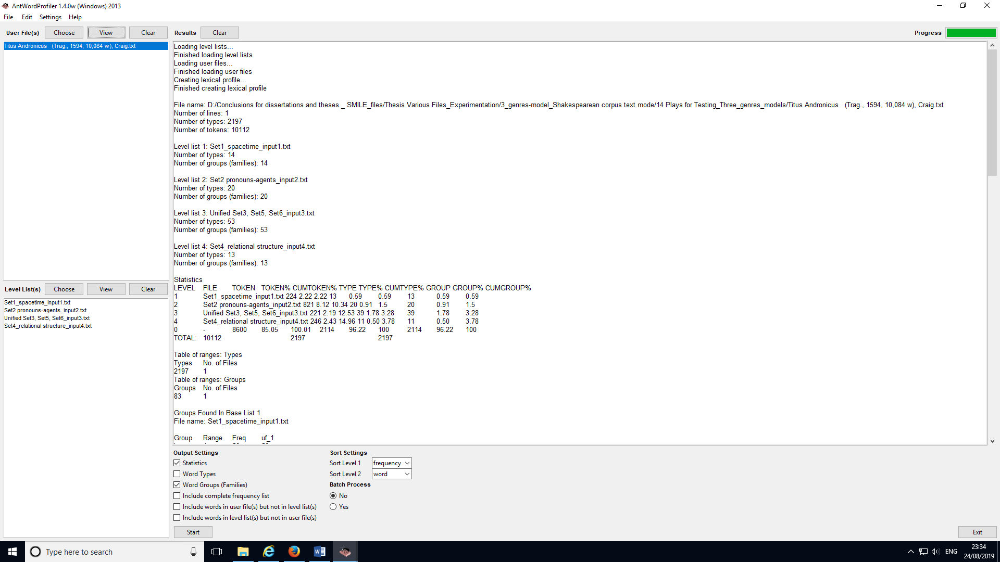 AntWordProfiler 1.4.0w (Windows) 2013
File Edit Settings Help
User File(s) Choose View Clear Results Clear Progress
Titus Andronicus (Trag., 1594, 10,084 w), Craig.txt
Loading level lists...
Finished loading level lists
Loading user files...
Finished loading user files
Creating lexical profile...
Finished creating lexical profile
File name: D:/Conclusions for dissertations and theses _ SMILE_files/Thesis Various Files_Experimentation/3_genres-model_Shakespearean corpus text mode/14 Plays for Testing_Three_genres_models/Titus Andronicus (Trag., 1594, 10,084 w), Craig.txt
Number of lines: 1
Number of types: 2197
Number of tokens: 10112
Level list 1: Set1_spacetime_input1.txt
Number of types: 14
Number of groups (families): 14
Level list 2: Set2 pronouns-agents_input2.txt
Number of types: 20
Number of groups (families): 20
Level list 3: Unified Set3, Set5, Set6_input3.txt
Number of types: 53
Number of groups (families): 53
Level list 4: Set4_relational structure_input4.txt
Number of types: 13
Number of groups (families): 13
Statistics
LEVEL FILE TOKEN TOKEN% CUMTOKEN% TYPE TYPE% CUMTYPE% GROUP GROUP% CUMGROUP%
1 Set1_spacetime_input1.txt 224 2.22 2.22 13 0.59 0.59 13 0.59 0.59
2 Set2 pronouns-agents_input2.txt 821 8.12 10.34 20 0.91 1.5 20 0.91 1.5
3 Unified Set3, Set5, Set6_input3.txt 221 2.19 12.53 39 1.78 3.28 39 1.78 3.28
4 Set4_relational structure_input4.txt 246 2.43 14.96 11 0.50 3.78 11 0.50 3.78
0 - 8600 85.05 100.01 2114 96.22 100 2114 96.22 100
TOTAL: 10112 2197 2197
Table of ranges: Types
Types No. of Files
2197 1
Table of ranges: Groups
Groups No. of Files
83 1
Groups Found In Base List 1
File name: Set1_spacetime_input1.txt
Group Range Freq uf_1
Level List(s) Choose View Clear
Set1_spacetime_input1.txt
Set2 pronouns-agents_input2.txt
Unified Set3, Set5, Set6_input3.txt
Set4_relational structure_input4.txt
Output Settings
Statistics
Word Types
Word Groups (Families)
Include complete frequency list
Include words in user file(s) but not in level list(s)
Include words in level list(s) but not in user file(s)
Sort Settings
Sort Level 1 frequency
Sort Level 2 word
Batch Process
No
Yes
Start
Exit
Type here to search
ENG
23:34
24/08/2019